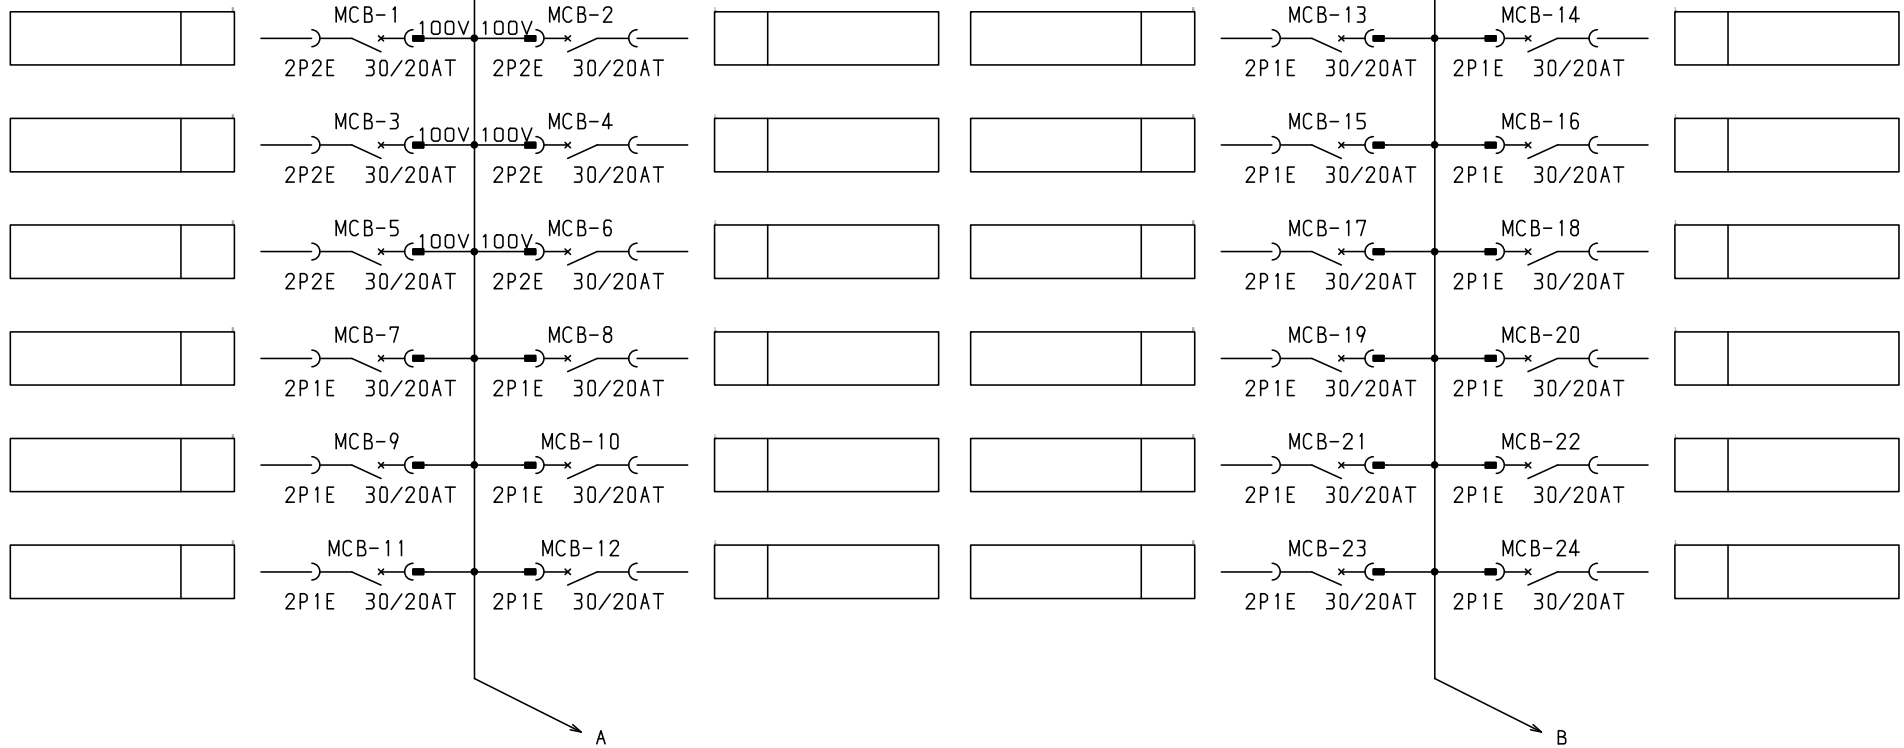 MCB-1 100V 100V MCB-2 MCB-13 MCB-14
2P2E 30/20AT 2P2E 30/20AT 2P1E 30/20AT 2P1E 30/20AT
MCB-3 100V 100V MCB-4 MCB-15 MCB-16
2P2E 30/20AT 2P2E 30/20AT 2P1E 30/20AT 2P1E 30/20AT
MCB-5 100V 100V MCB-6 MCB-17 MCB-18
2P2E 30/20AT 2P2E 30/20AT 2P1E 30/20AT 2P1E 30/20AT
MCB-7 MCB-8 MCB-19 MCB-20
2P1E 30/20AT 2P1E 30/20AT 2P1E 30/20AT 2P1E 30/20AT
MCB-9 MCB-10 MCB-21 MCB-22
2P1E 30/20AT 2P1E 30/20AT 2P1E 30/20AT 2P1E 30/20AT
MCB-11 MCB-12 MCB-23 MCB-24
2P1E 30/20AT 2P1E 30/20AT 2P1E 30/20AT 2P1E 30/20AT
A B